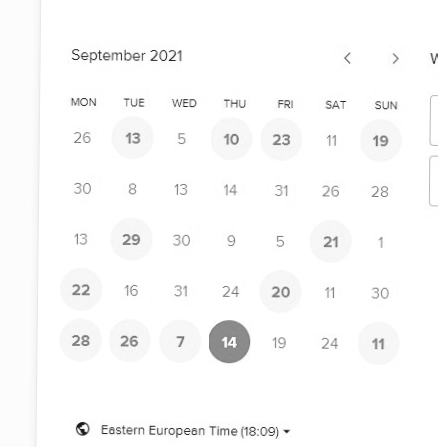 September 2021 < >
MON TUE WED THU FRI SAT SUN
26 13 5 10 23 11 19
30 8 13 14 31 26 28
13 29 30 9 5 21 1
22 16 31 24 20 11 30
28 26 7 14 19 24 11
Eastern European Time (18:09)